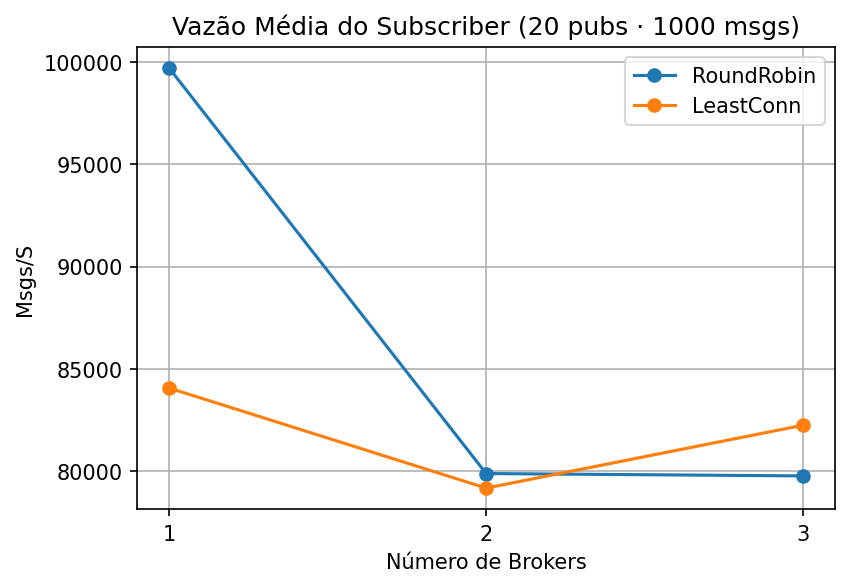 Vazão Média do Subscriber (20 pubs · 1000 msgs)
RoundRobin
LeastConn
Msgs/S
100000
95000
90000
85000
80000
1
2
3
Número de Brokers